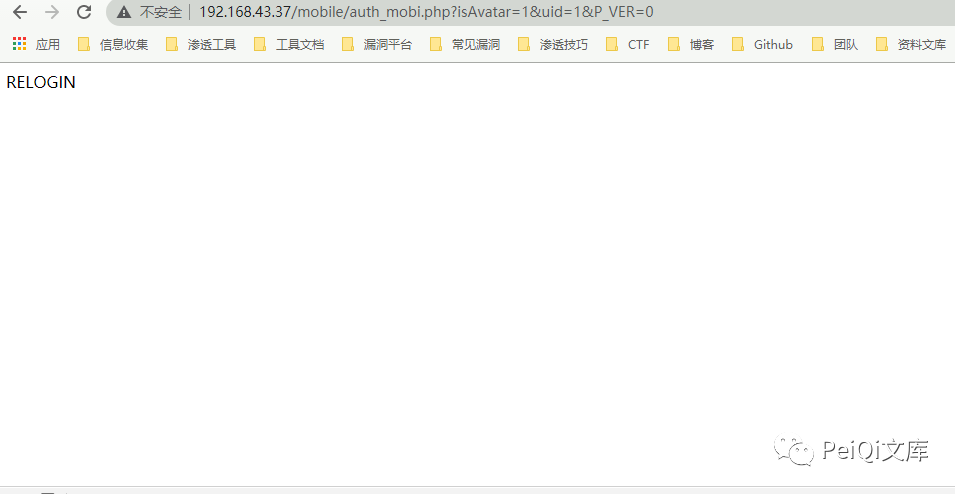 不安全 192.168.43.37/mobile/auth_mobi.php?isAvatar=1&uid=1&P_VER=0
应用 信息收集 渗透工具 工具文档 漏洞平台 常见漏洞 渗透技巧 CTF 博客 Github 团队 资料文库
RELOGIN
PeiQi文库